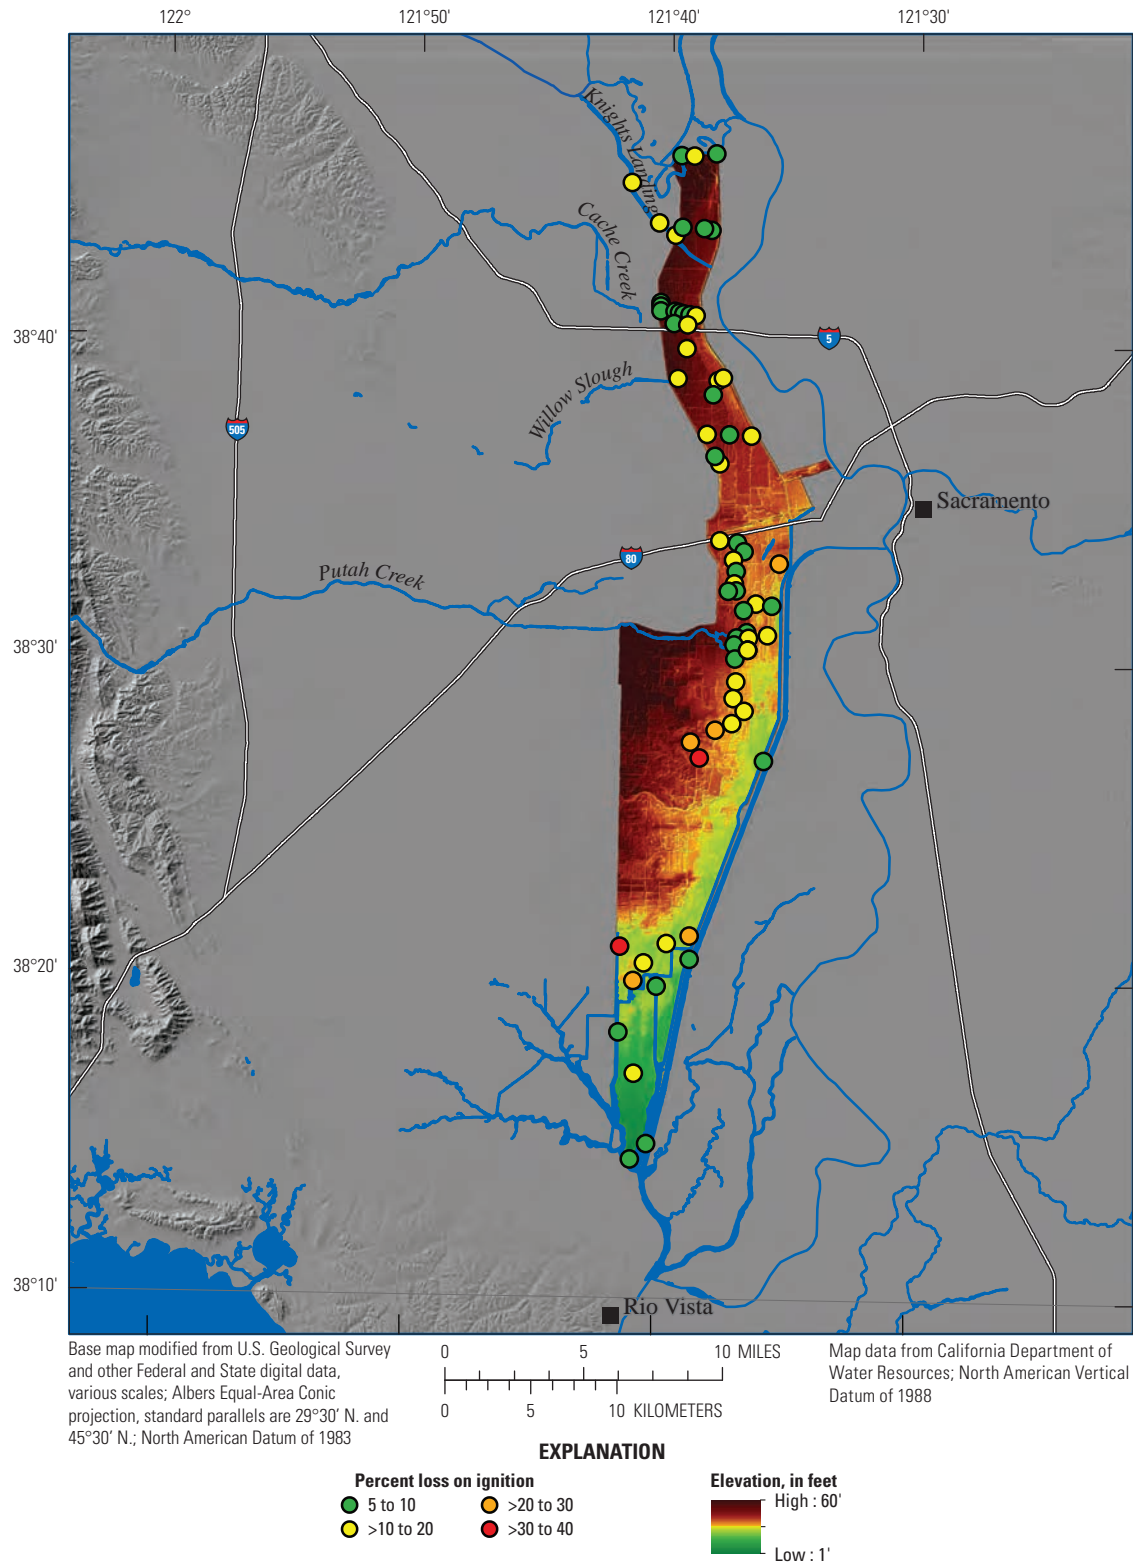 122°
121°50'
121°40'
121°30'
Knights Landing
Cache Creek
38°40'
5
Willow Slough
505
Sacramento
80
Putah Creek
38°30'
38°20'
38°10'
Rio Vista
Base map modified from U.S. Geological Survey
and other Federal and State digital data,
various scales; Albers Equal-Area Conic
projection, standard parallels are 29°30' N. and
45°30' N.; North American Datum of 1983
0 5 10 MILES
0 5 10 KILOMETERS
Map data from California Department of
Water Resources; North American Vertical
Datum of 1988
EXPLANATION
Percent loss on ignition
5 to 10
>10 to 20
>20 to 30
>30 to 40
Elevation, in feet
High : 60'
Low : 1'